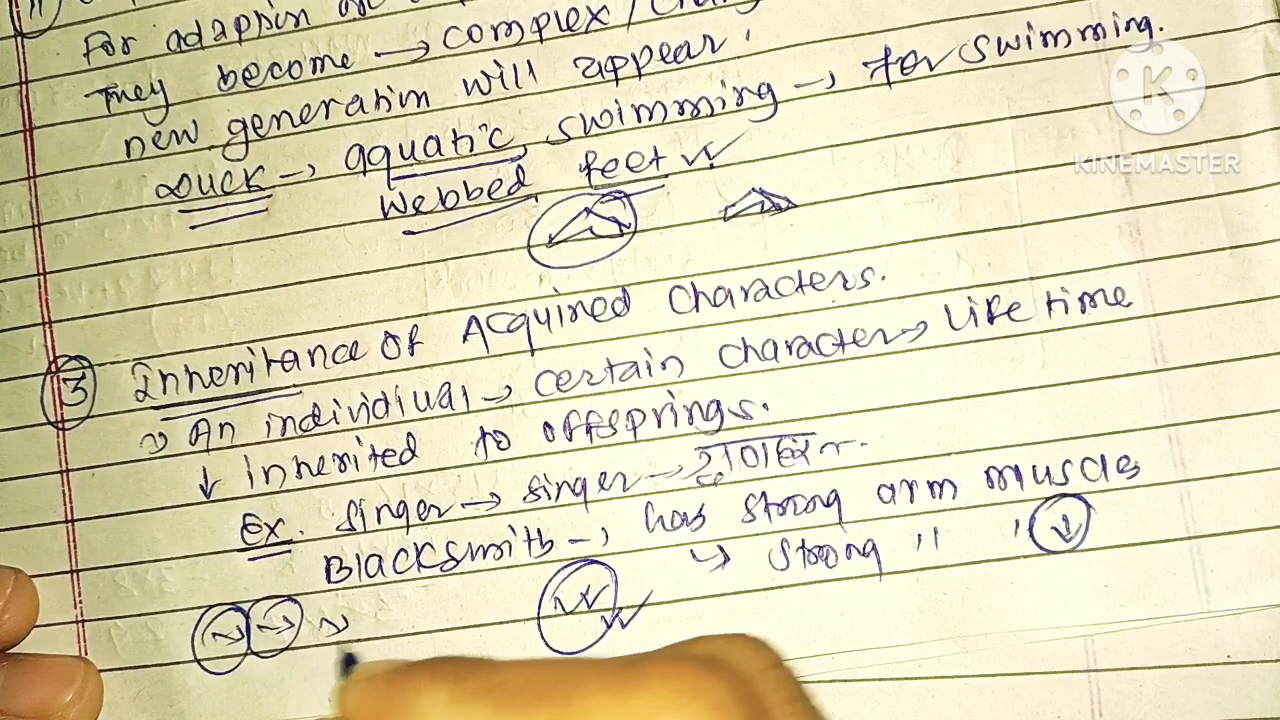 For adaption
They become → complex /
new generation will appear.
Duck → aquatic, swimming → for swimming.
Webbed feet
K
KINEMASTER
③ Inheritance of Acquired Characters.
An individual → certain character → Life time
↓ inherited to offsprings.
Ex. Singer → Singer →
Blacksmith → has strong arm muscles
↳ strong " "